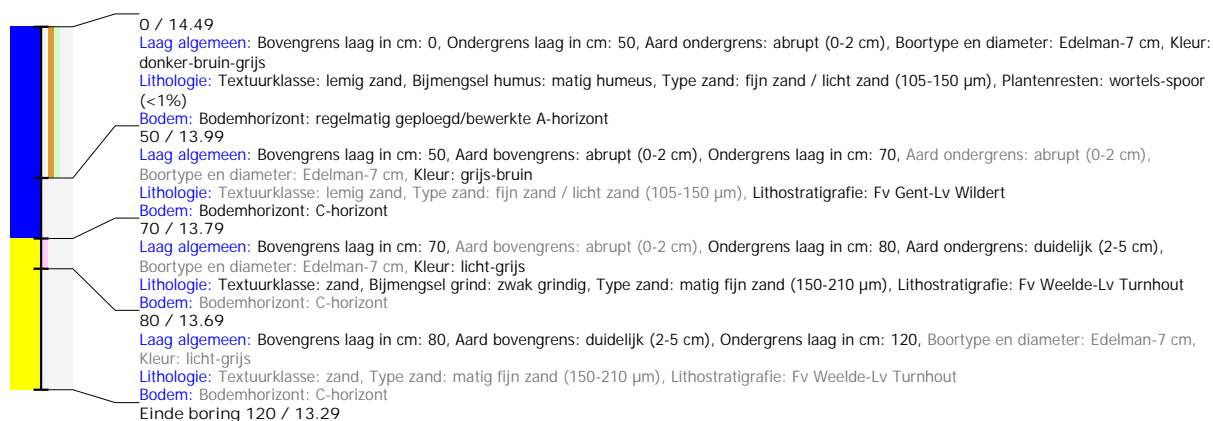 0 / 14.49
Laag algemeen: Bovengrens laag in cm: 0, Ondergrens laag in cm: 50, Aard ondergrens: abrupt (0-2 cm), Boortype en diameter: Edelman-7 cm, Kleur:
donker-bruin-grijs
Lithologie: Textuurklasse: lemig zand, Bijmengsel humus: matig humeus, Type zand: fijn zand / licht zand (105-150 µm), Plantenresten: wortels-spoor
(<1%)
Bodem: Bodemhorizont: regelmatig geploegd/bewerkte A-horizont
50 / 13.99
Laag algemeen: Bovengrens laag in cm: 50, Aard bovengrens: abrupt (0-2 cm), Ondergrens laag in cm: 70, Aard ondergrens: abrupt (0-2 cm),
Boortype en diameter: Edelman-7 cm, Kleur: grijs-bruin
Lithologie: Textuurklasse: lemig zand, Type zand: fijn zand / licht zand (105-150 µm), Lithostratigrafie: Fv Gent-Lv Wildert
Bodem: Bodemhorizont: C-horizont
70 / 13.79
Laag algemeen: Bovengrens laag in cm: 70, Aard bovengrens: abrupt (0-2 cm), Ondergrens laag in cm: 80, Aard ondergrens: duidelijk (2-5 cm),
Boortype en diameter: Edelman-7 cm, Kleur: licht-grijs
Lithologie: Textuurklasse: zand, Bijmengsel grind: zwak grindig, Type zand: matig fijn zand (150-210 µm), Lithostratigrafie: Fv Weelde-Lv Turnhout
Bodem: Bodemhorizont: C-horizont
80 / 13.69
Laag algemeen: Bovengrens laag in cm: 80, Aard bovengrens: duidelijk (2-5 cm), Ondergrens laag in cm: 120, Boortype en diameter: Edelman-7 cm,
Kleur: licht-grijs
Lithologie: Textuurklasse: zand, Type zand: matig fijn zand (150-210 µm), Lithostratigrafie: Fv Weelde-Lv Turnhout
Bodem: Bodemhorizont: C-horizont
Einde boring 120 / 13.29